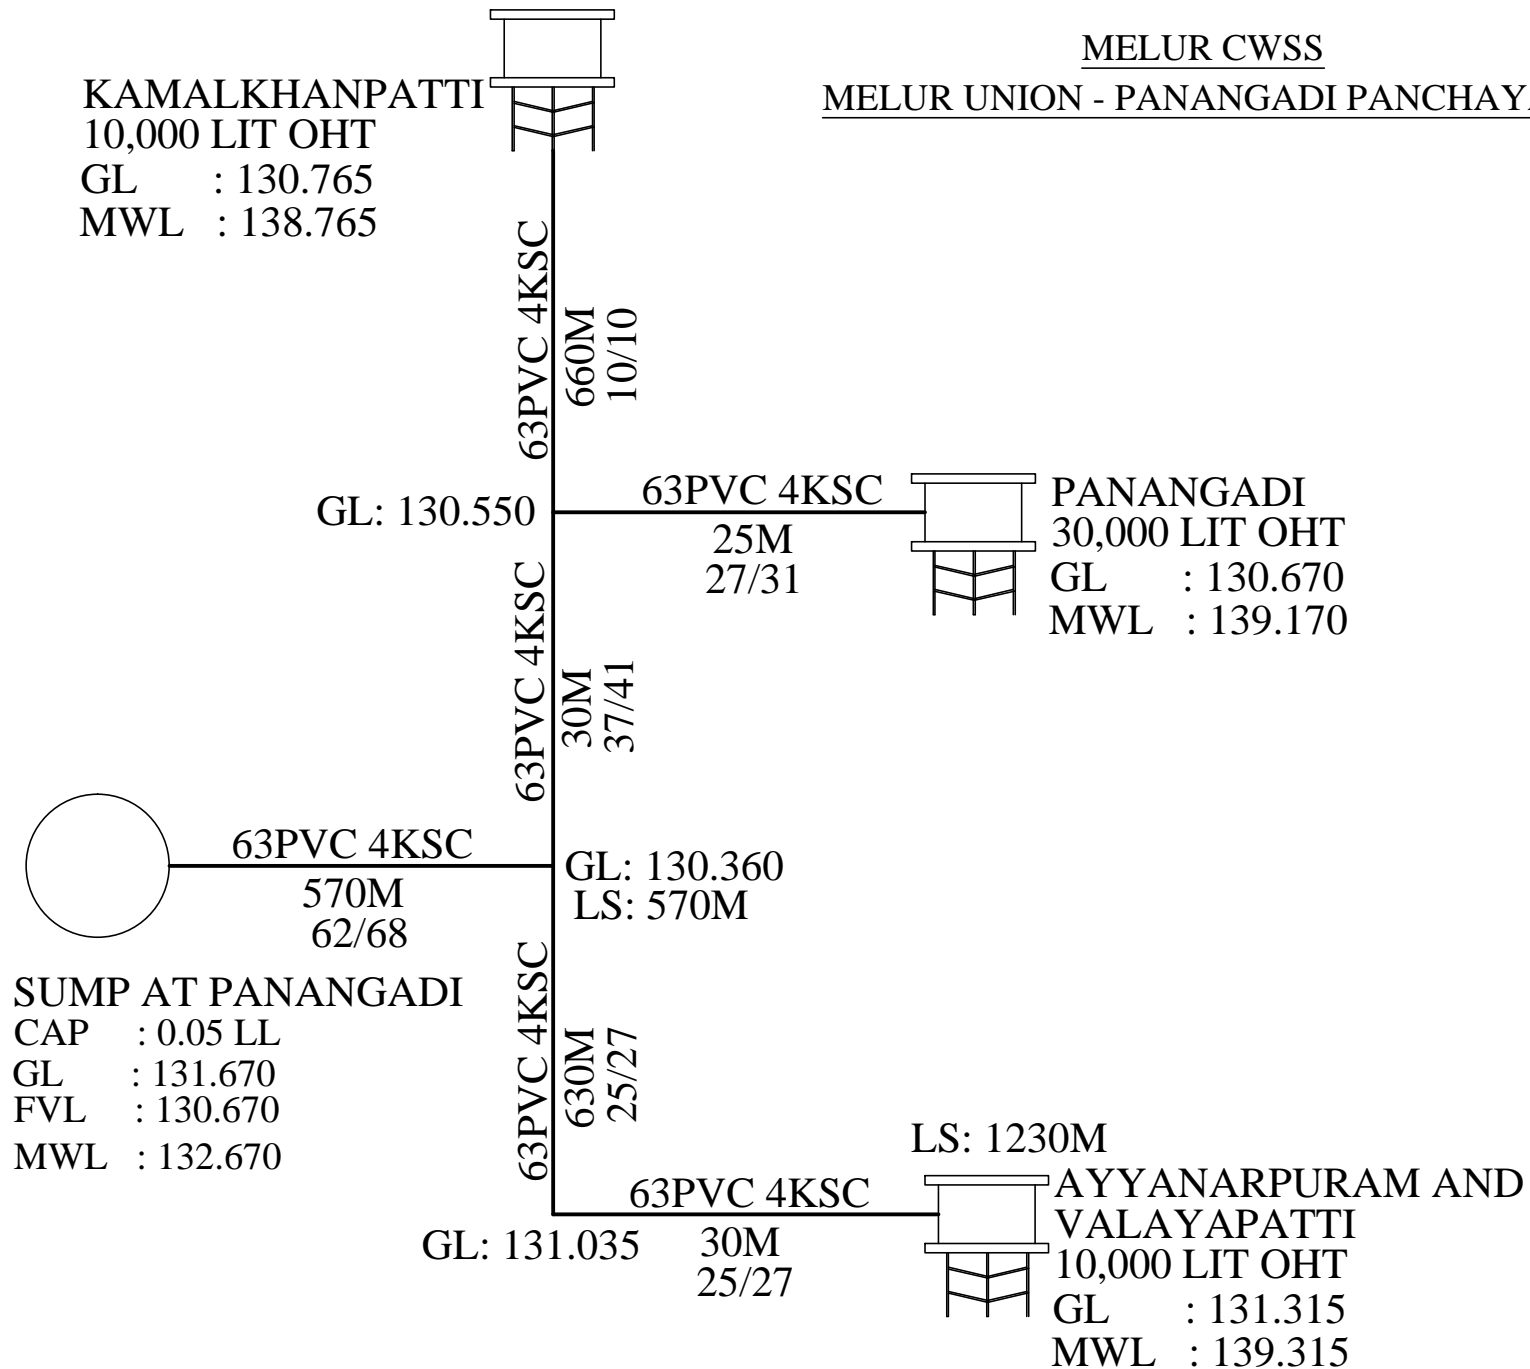 MELUR CWSS
MELUR UNION - PANANGADI
KAMALKHANPATTI
10,000 LIT OHT
GL : 130.765
MWL : 138.765
63PVC 4KSC
660M
10/10
GL: 130.550
63PVC 4KSC
25M
27/31
PANANGADI
30,000 LIT OHT
GL : 130.670
MWL : 139.170
63PVC 4KSC
30M
37/41
63PVC 4KSC
570M
62/68
GL: 130.360
LS: 570M
SUMP AT PANANGADI
CAP : 0.05 LL
GL : 131.670
FVL : 130.670
MWL : 132.670
63PVC 4KSC
630M
25/27
LS: 1230M
63PVC 4KSC
30M
25/27
GL: 131.035
AYYANARPURAM AND
VALAYAPATTI
10,000 LIT OHT
GL : 131.315
MWL : 139.315